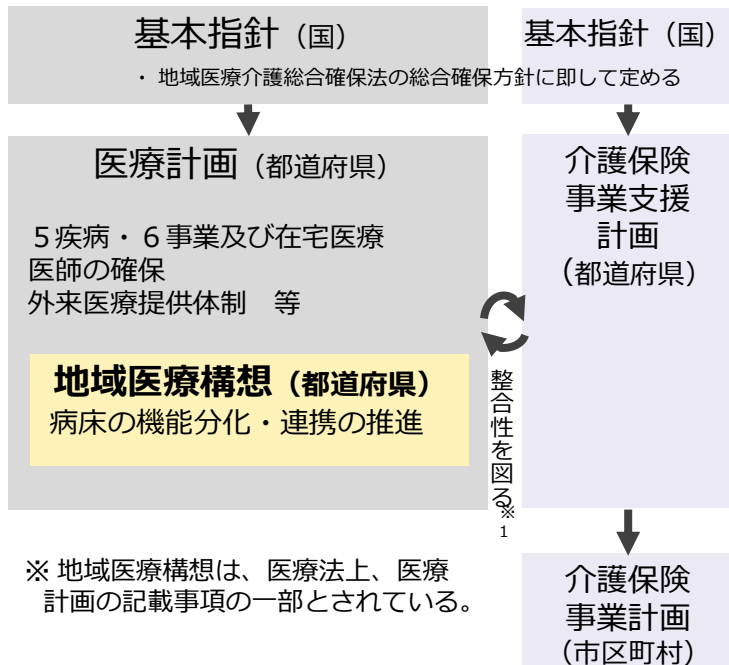 基本指針（国）
・ 地域医療介護総合確保法の総合確保方針に即して定める
基本指針（国）
医療計画（都道府県）
５疾病・６事業及び在宅医療
医師の確保
外来医療提供体制　等
地域医療構想（都道府県）
病床の機能分化・連携の推進
整合性を図る※1
介護保険
事業支援
計画
（都道府県）
※ 地域医療構想は、医療法上、医療
計画の記載事項の一部とされている。
介護保険
事業計画
（市区町村）